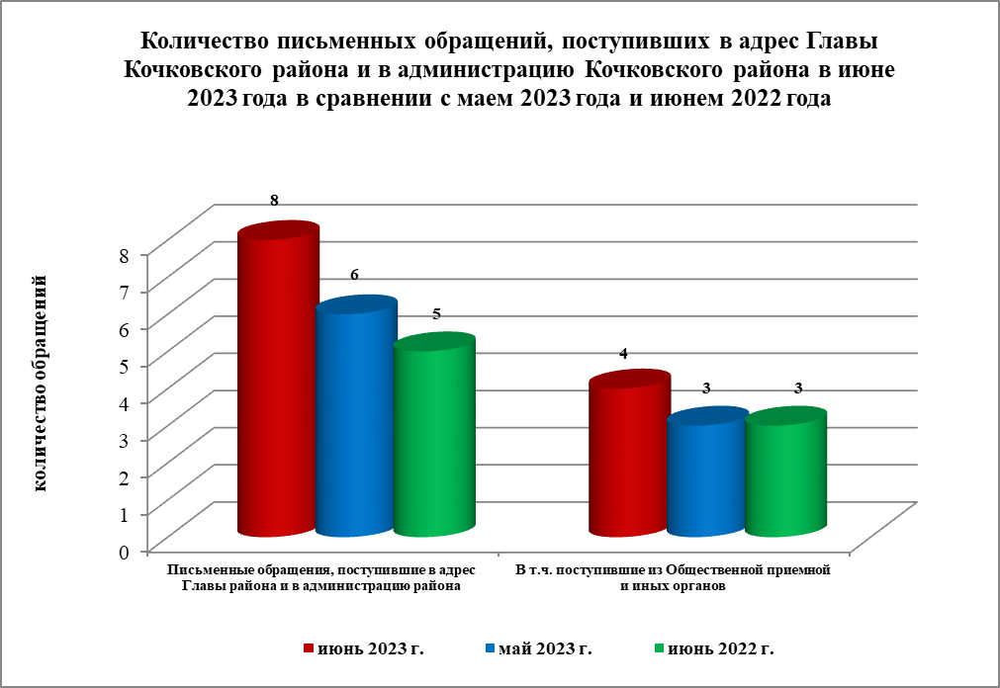 Количество письменных обращений, поступивших в адрес Главы
Кочковского района и в администрацию Кочковского района в июне
2023 года в сравнении с маем 2023 года и июнем 2022 года
количество обращений
8
7
6
5
4
3
2
1
0
8
6
5
4
3
3
Письменные обращения, поступившие в адрес
Главы района и в администрацию района
В т.ч. поступившие из Общественной приемной
и иных органов
июнь 2023 г.
май 2023 г.
июнь 2022 г.